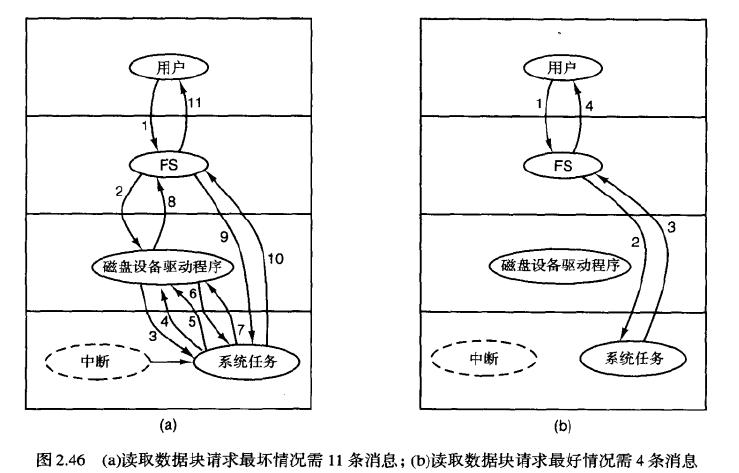 用户
1
11
FS
2
8
9
10
磁盘设备驱动程序
3
4
5
6
7
中断
系统任务
(a)
用户
1
4
FS
2
3
磁盘设备驱动程序
中断
系统任务
(b)
图 2.46 (a)读取数据块请求最坏情况需 11 条消息；(b)读取数据块请求最好情况需 4 条消息